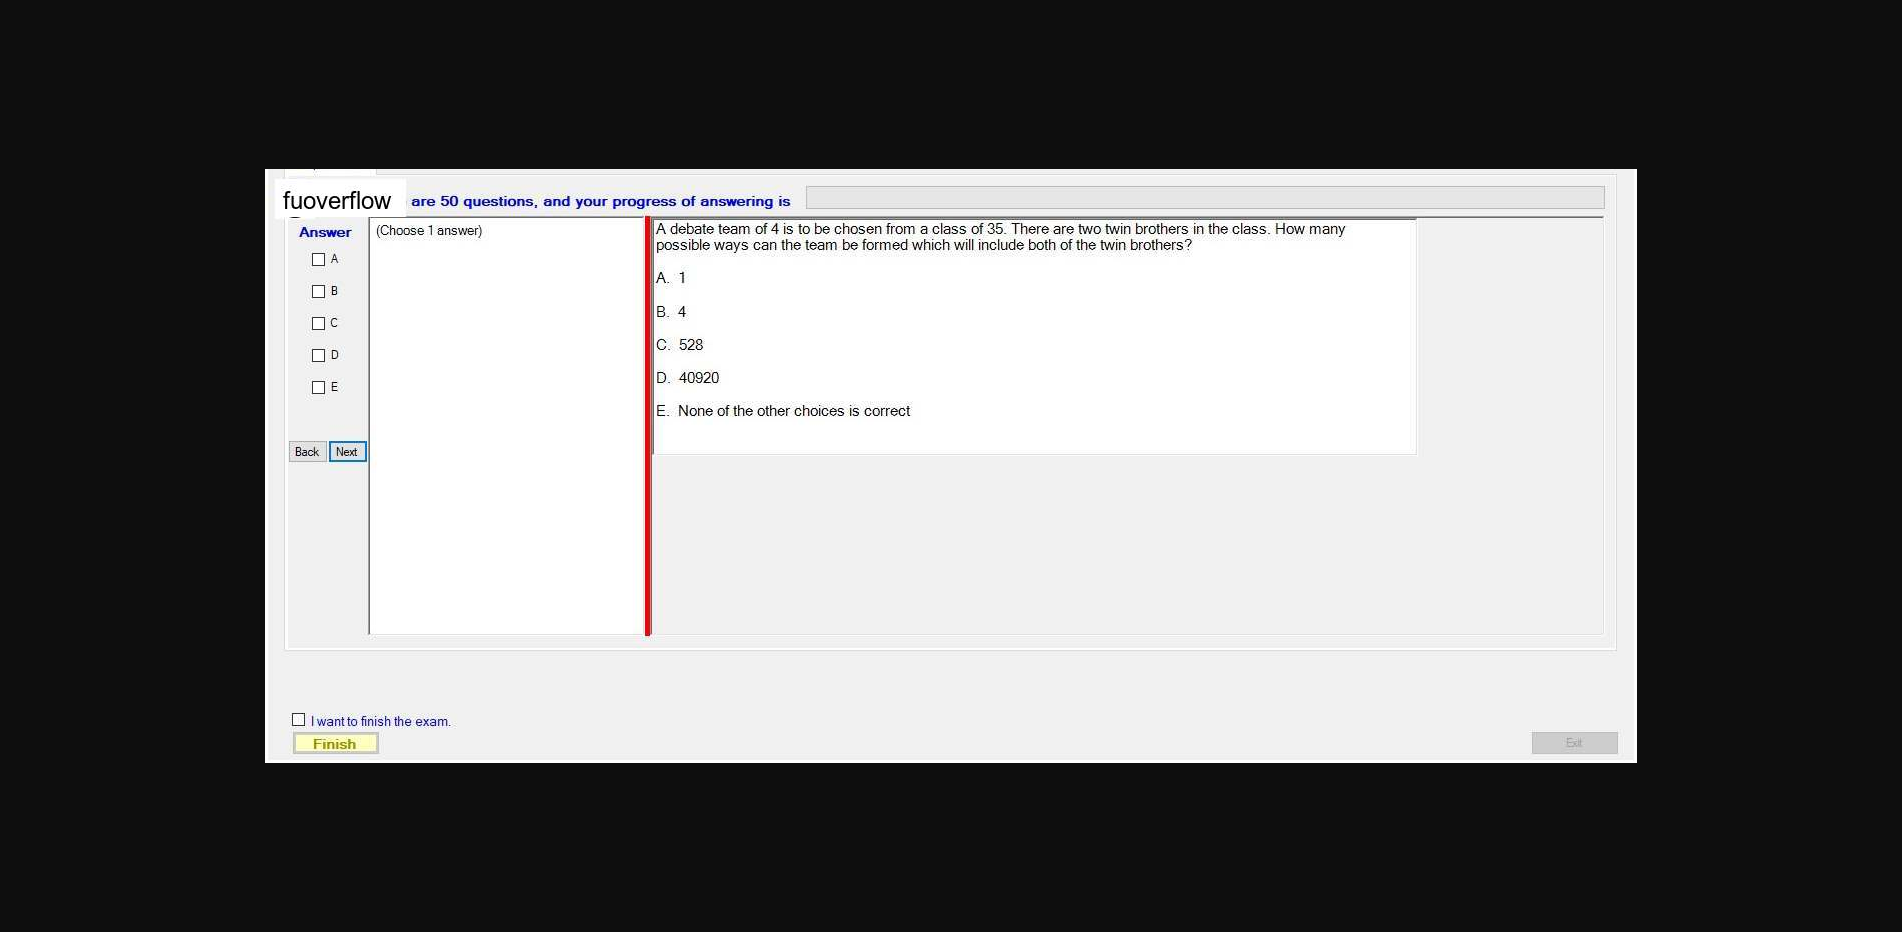 fuoverflow are 50 questions, and your progress of answering is
Answer
(Choose 1 answer)
A
B
C
D
E
Back Next
A debate team of 4 is to be chosen from a class of 35. There are two twin brothers in the class. How many
possible ways can the team be formed which will include both of the twin brothers?
A. 1
B. 4
C. 528
D. 40920
E. None of the other choices is correct
I want to finish the exam.
Finish
Exit